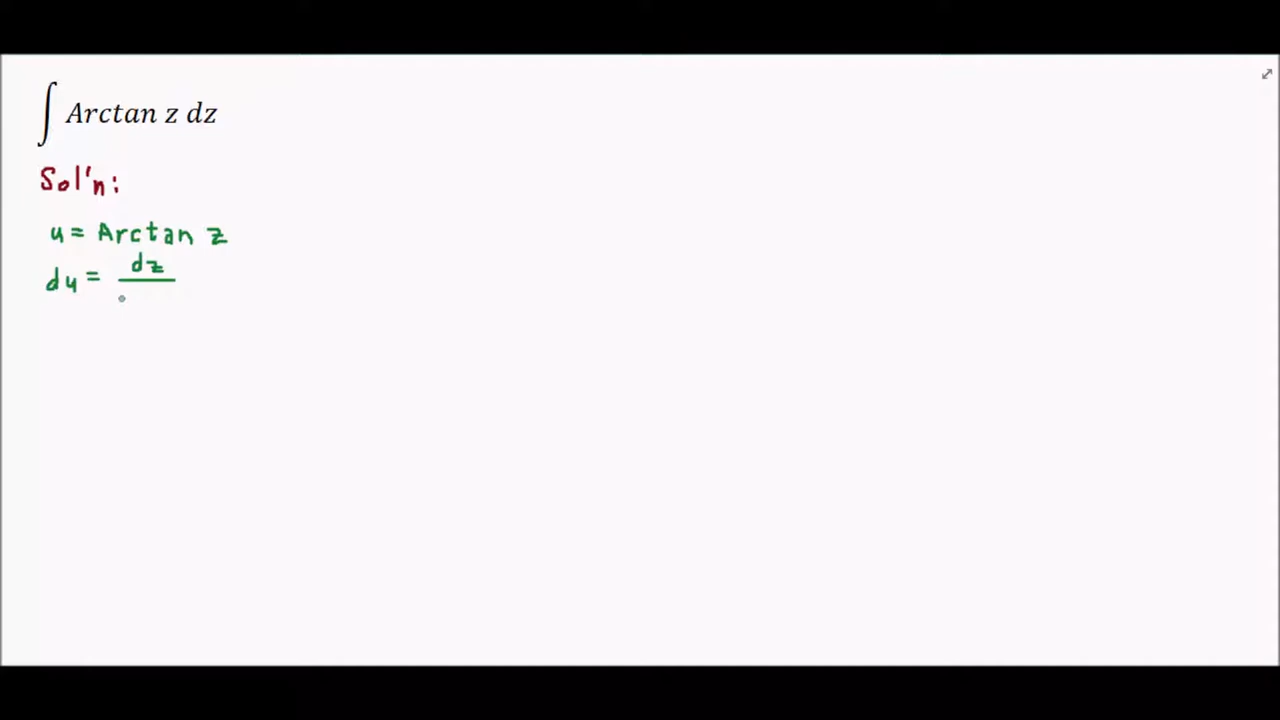 ∫ Arctan z dz
Sol'n:
u = Arctan z
du = dz/